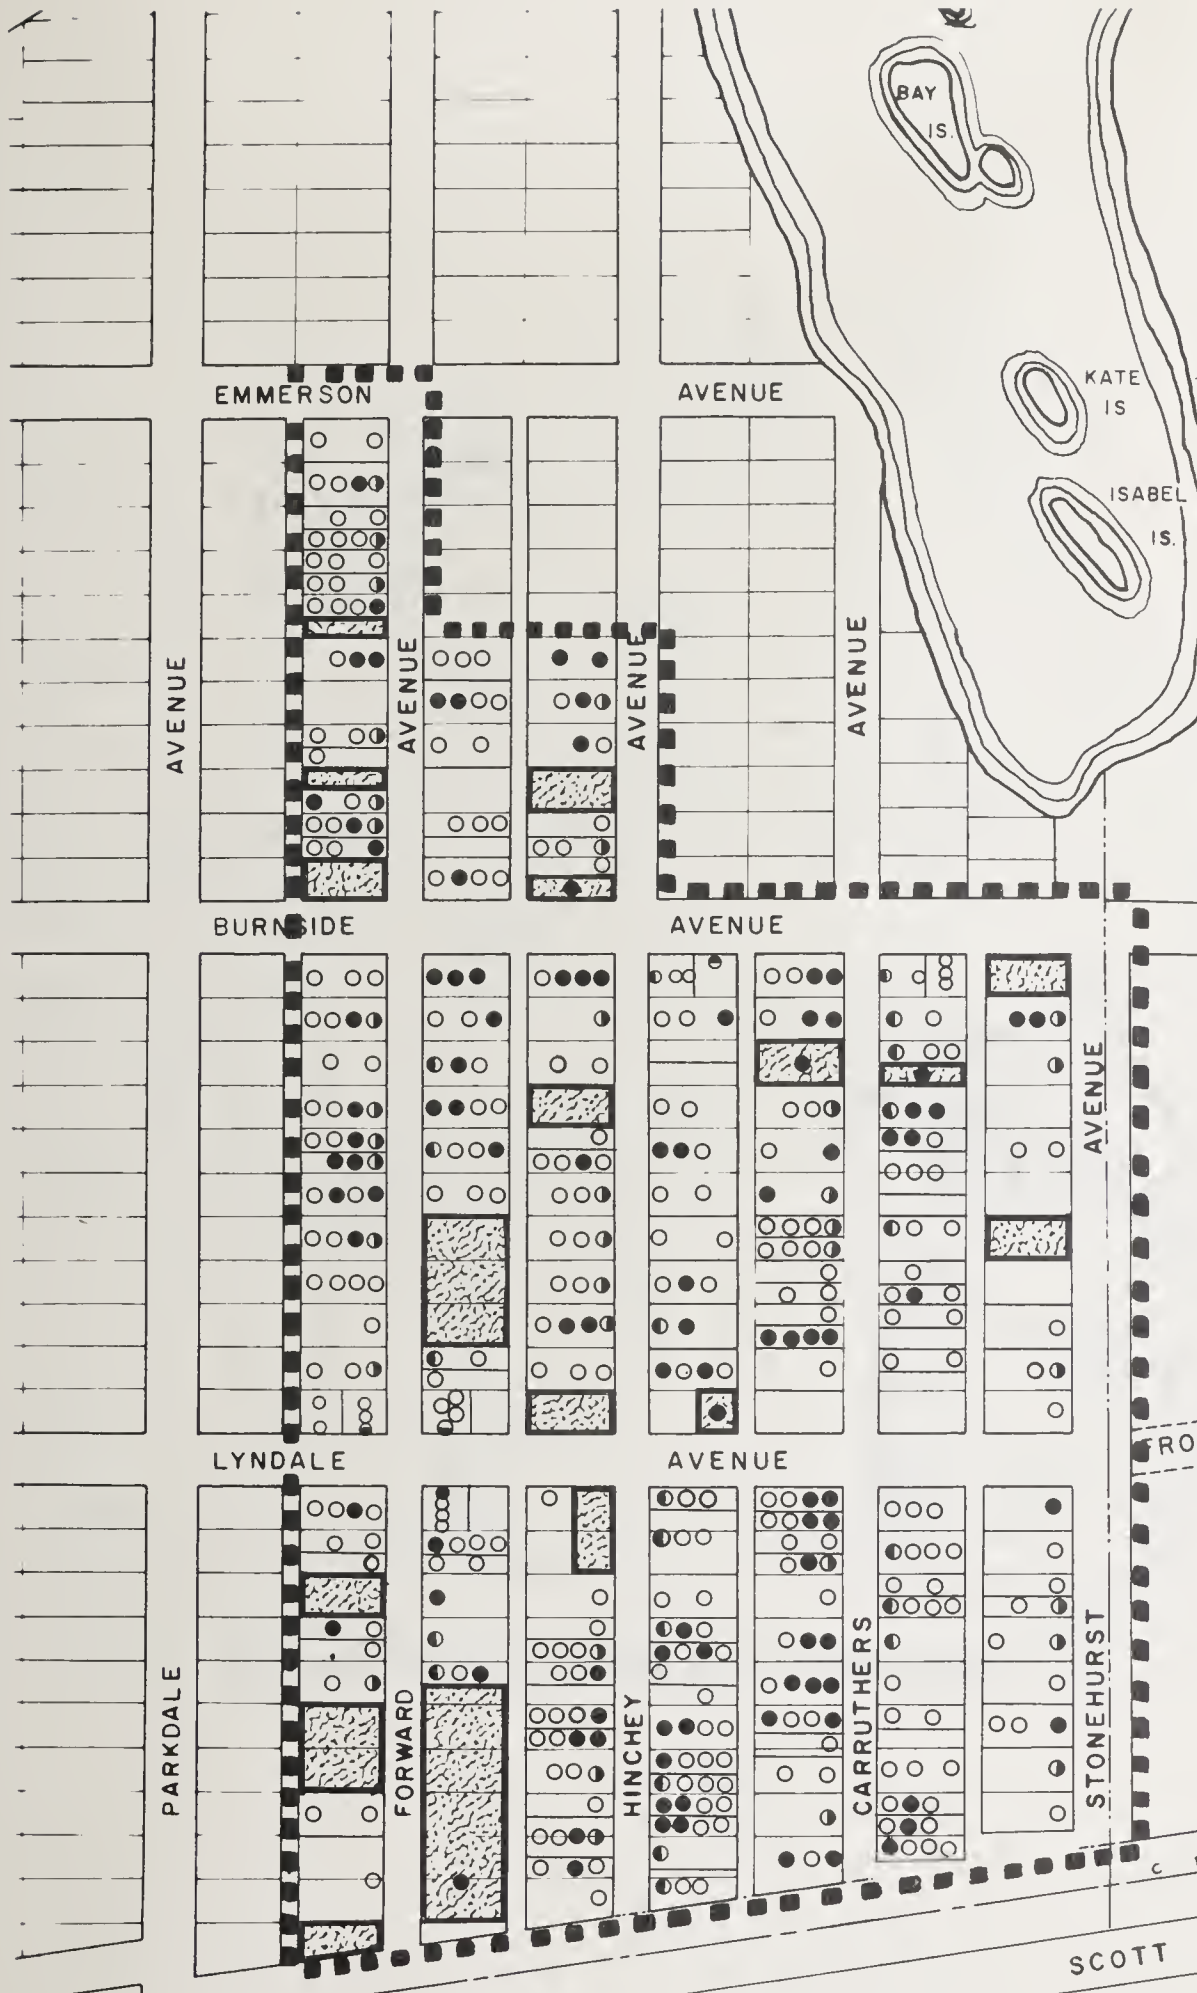 BAY
IS.
KATE
IS
EMMERSON AVENUE
ISABEL
IS.
AVENUE
AVENUE
AVENUE
AVENUE
BURNSIDE AVENUE
AVENUE
LYNDALE AVENUE
FRO
PARKDALE
FORWARD
HINCHEY
CARRUTHERS
STONEHURST
C
SCOTT